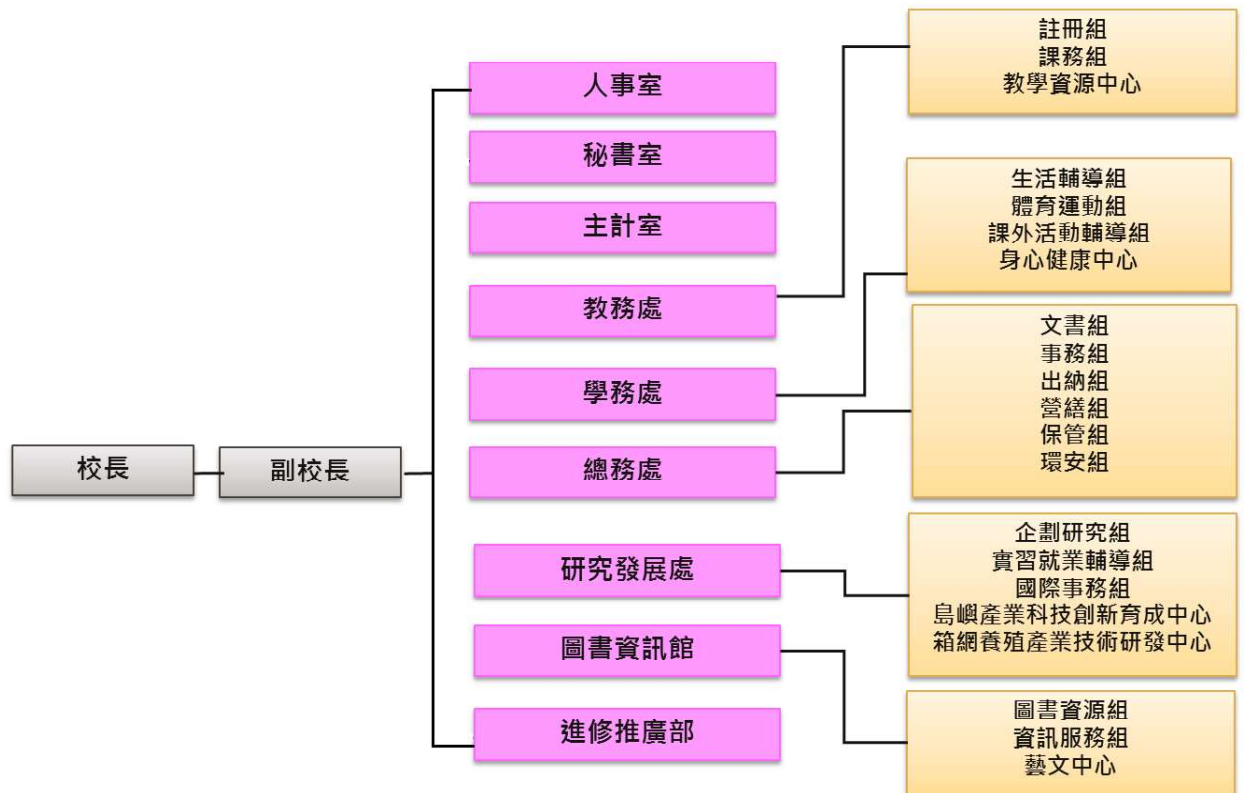 校長
副校長
人事室
秘書室
主計室
教務處
學務處
總務處
研究發展處
圖書資訊館
進修推廣部
註冊組
課務組
教學資源中心
生活輔導組
體育運動組
課外活動輔導組
身心健康中心
文書組
事務組
出納組
營繕組
保管組
環安組
企劃研究組
實習就業輔導組
國際事務組
島嶼產業科技創新育成中心
箱網養殖產業技術研發中心
圖書資源組
資訊服務組
藝文中心